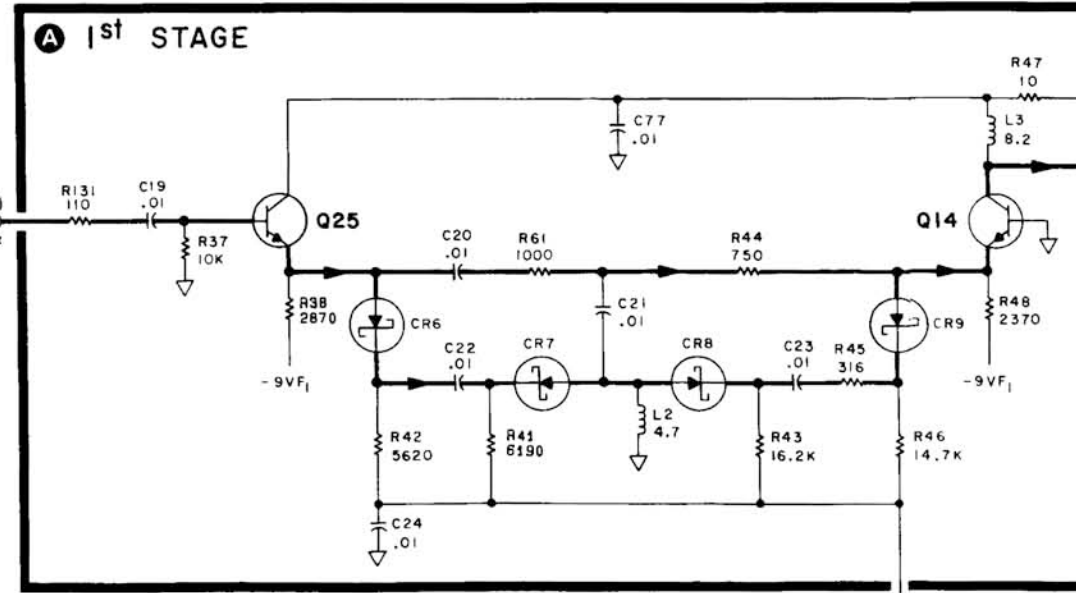 A 1st STAGE
R47
10
C77
.01
L3
8.2
R131
110
C19
.01
Q25
Q14
R37
10K
C20
.01
R61
1000
R44
750
R38
2870
CR6
C21
.01
CR9
R48
2370
C22
.01
CR7
CR8
C23
.01
R45
316
-9VF1
-9VF1
L2
4.7
R42
5620
R41
6190
R43
16.2K
R46
14.7K
C24
.01